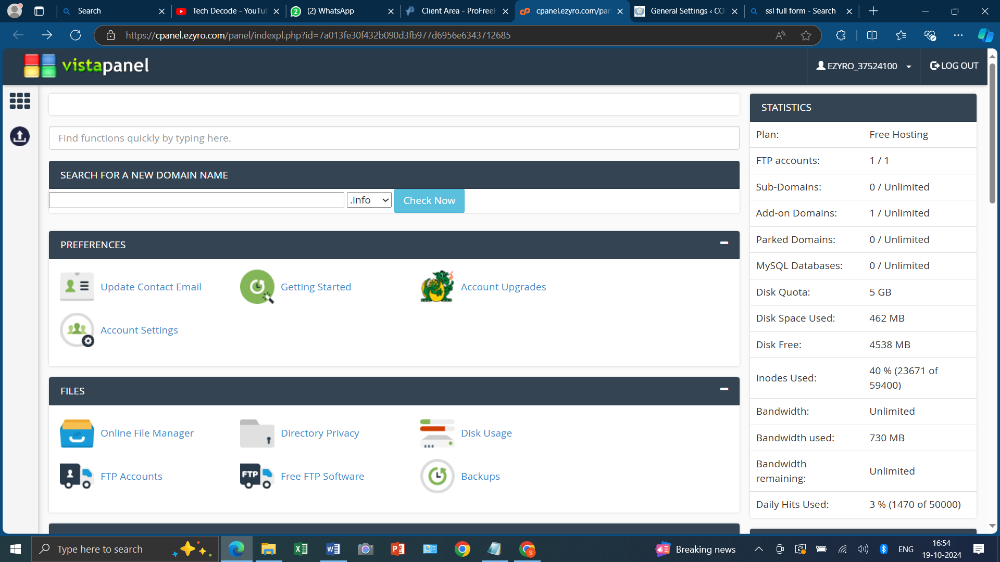 Search
Tech Decode - YouTu
(2) WhatsApp
Client Area - ProFreeH
cpanel.ezyro.com/pan
General Settings ‹ CO
ssl full form - Search
https://cpanel.ezyro.com/panel/indexpl.php?id=7a013fe30f432b090d3fb977d6956e6343712685
vistapanel
EZYRO_37524100
LOG OUT
Find functions quickly by typing here.
SEARCH FOR A NEW DOMAIN NAME
.info
Check Now
PREFERENCES
Update Contact Email
Getting Started
Account Upgrades
Account Settings
FILES
Online File Manager
Directory Privacy
Disk Usage
FTP Accounts
FTP
Free FTP Software
Backups
STATISTICS
Plan: Free Hosting
FTP accounts: 1 / 1
Sub-Domains: 0 / Unlimited
Add-on Domains: 1 / Unlimited
Parked Domains: 0 / Unlimited
MySQL Databases: 0 / Unlimited
Disk Quota: 5 GB
Disk Space Used: 462 MB
Disk Free: 4538 MB
Inodes Used: 40 % (23671 of
59400)
Bandwidth: Unlimited
Bandwidth used: 730 MB
Bandwidth
remaining: Unlimited
Daily Hits Used: 3 % (1470 of 50000)
Type here to search
Breaking news
ENG
16:54
19-10-2024